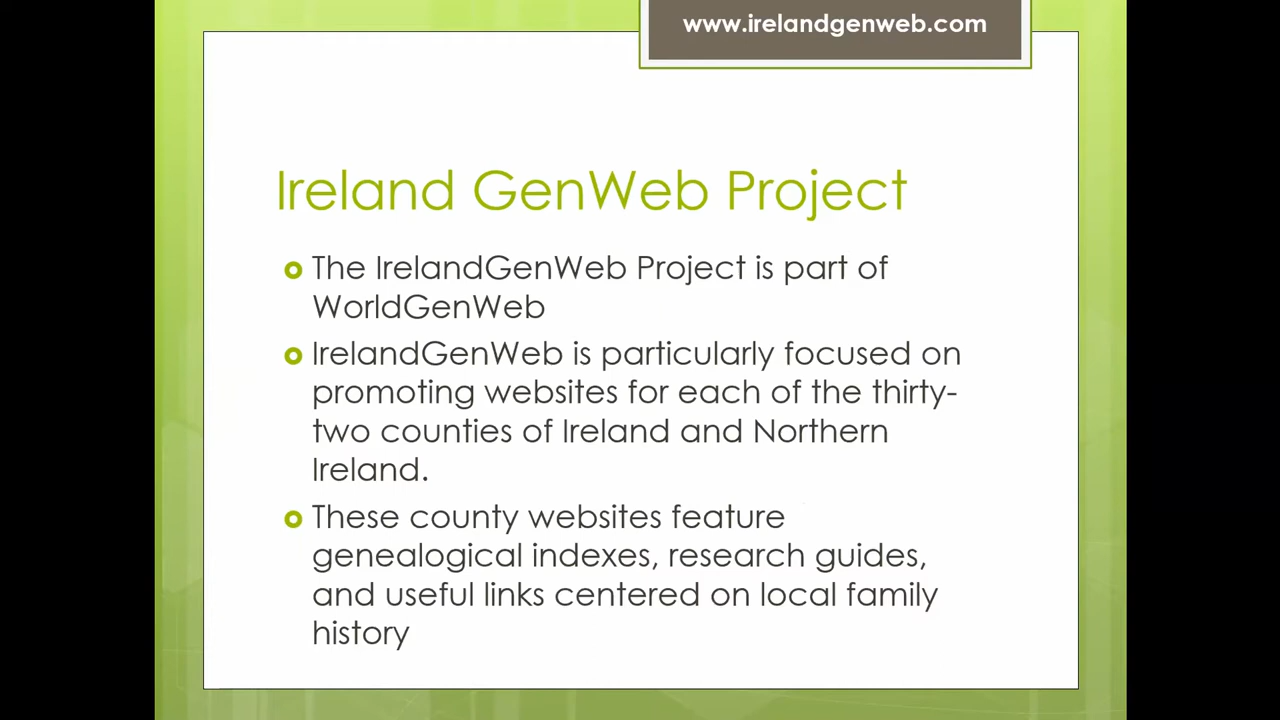 www.irelandgenweb.com
Ireland GenWeb Project
The IrelandGenWeb Project is part of
WorldGenWeb
IrelandGenWeb is particularly focused on
promoting websites for each of the thirty-
two counties of Ireland and Northern
Ireland.
These county websites feature
genealogical indexes, research guides,
and useful links centered on local family
history